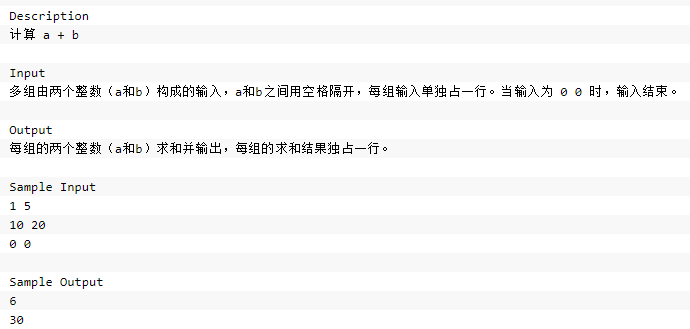 Description
计算 a + b
Input
多组由两个整数（a和b）构成的输入，a和b之间用空格隔开，每组输入单独占一行。当输入为 0 0 时，输入结束。
Output
每组的两个整数（a和b）求和并输出，每组的求和结果独占一行。
Sample Input
1 5
10 20
0 0
Sample Output
6
30